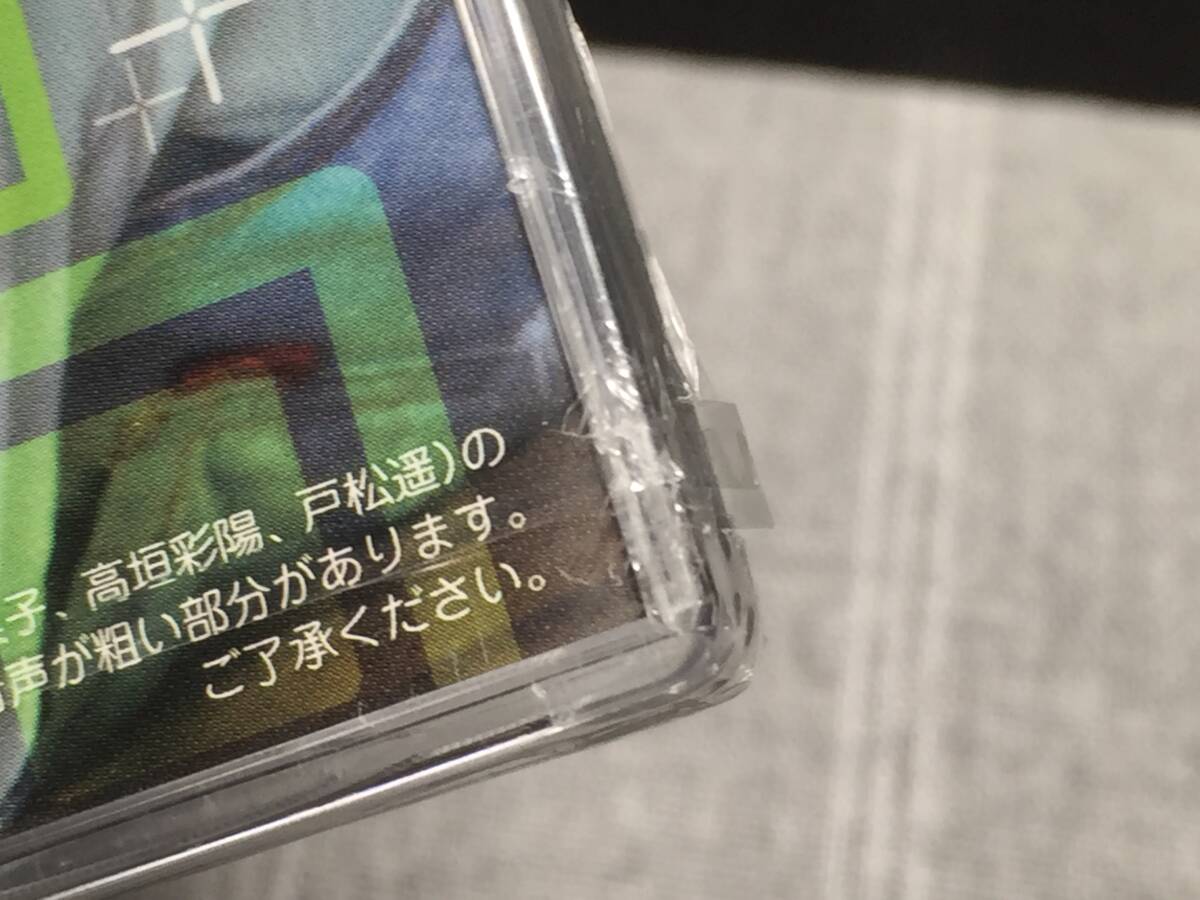 子、高垣彩陽、戸松遥)の
声が粗い部分があります。
ご了承ください。